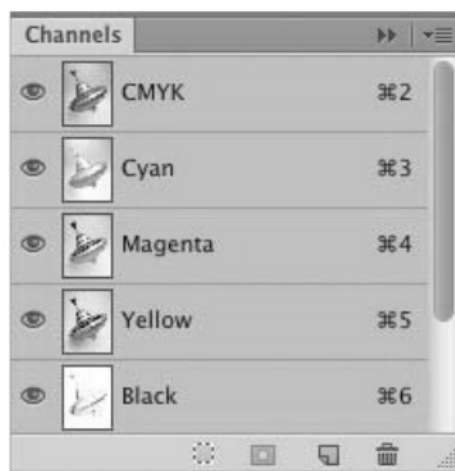 Channels
CMYK ⌘2
Cyan ⌘3
Magenta ⌘4
Yellow ⌘5
Black ⌘6